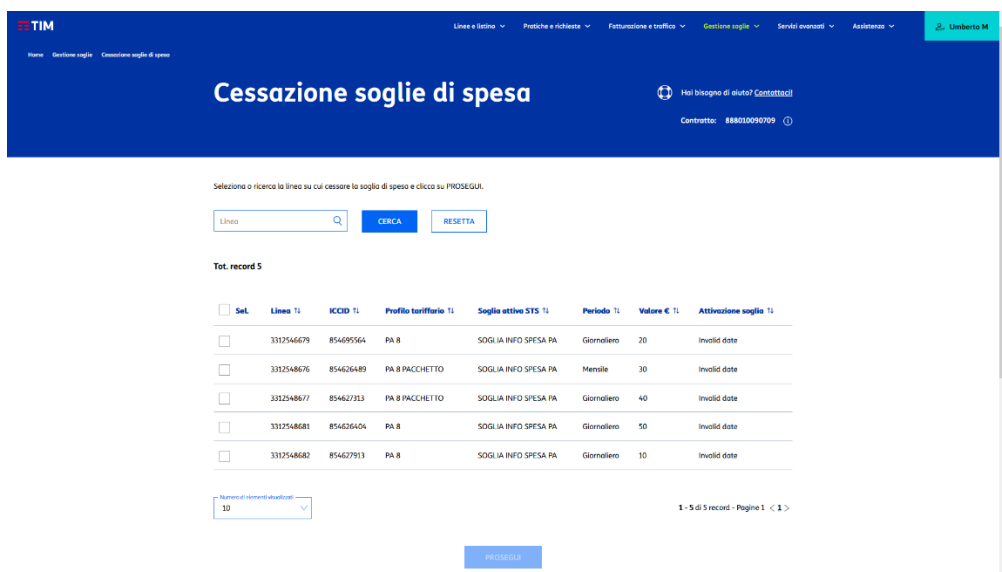 TIM
Linee e listino Pratiche e richieste Fatturazione e traffico Gestione soglie Servizi avanzati Assistenza Umberto M
Home Gestione soglie Cessazione soglie di spesa
Cessazione soglie di spesa
Hai bisogno di aiuto? Contattaci!
Contratto: 888010090709
Seleziona o ricerca la linea su cui cessare la soglia di spesa e clicca su PROSEGUI.
Linea CERCA RESETTA
Tot. record 5
Sel. Linea ICCID Profilo tariffario Soglia attiva STS Periodo Valore € Attivazione soglia
3312546679 854695564 PA 8 SOGLIA INFO SPESA PA Giornaliero 20 Invalid date
3312548676 854626489 PA 8 PACCHETTO SOGLIA INFO SPESA PA Mensile 30 Invalid date
3312548677 854627313 PA 8 PACCHETTO SOGLIA INFO SPESA PA Giornaliero 40 Invalid date
3312548681 854626404 PA 8 SOGLIA INFO SPESA PA Giornaliero 50 Invalid date
3312548682 854627913 PA 8 SOGLIA INFO SPESA PA Giornaliero 10 Invalid date
Numero di elementi visualizzati
10
1 - 5 di 5 record - Pagine 1 < 1 >
PROSEGUI